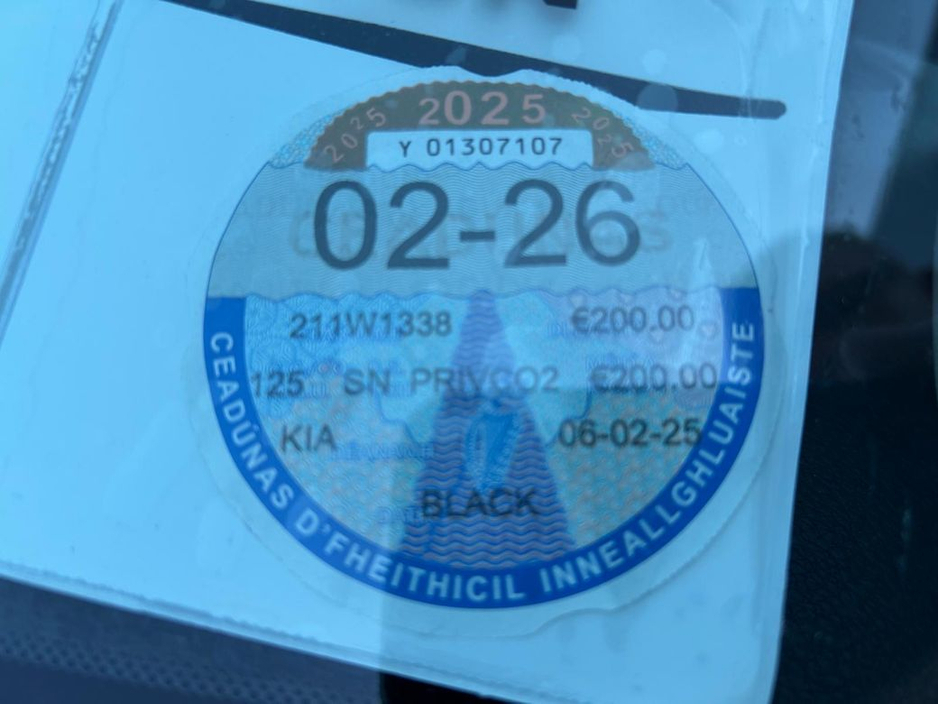 2025 2025 2025
Y 01307107
02-26
211W1338 €200.00
125 SN PRIVCO2 €200.00
KIA 06-02-25
BLACK
CEADÚNAS D'FHEITHICIL INNEALLGHLUAISTE